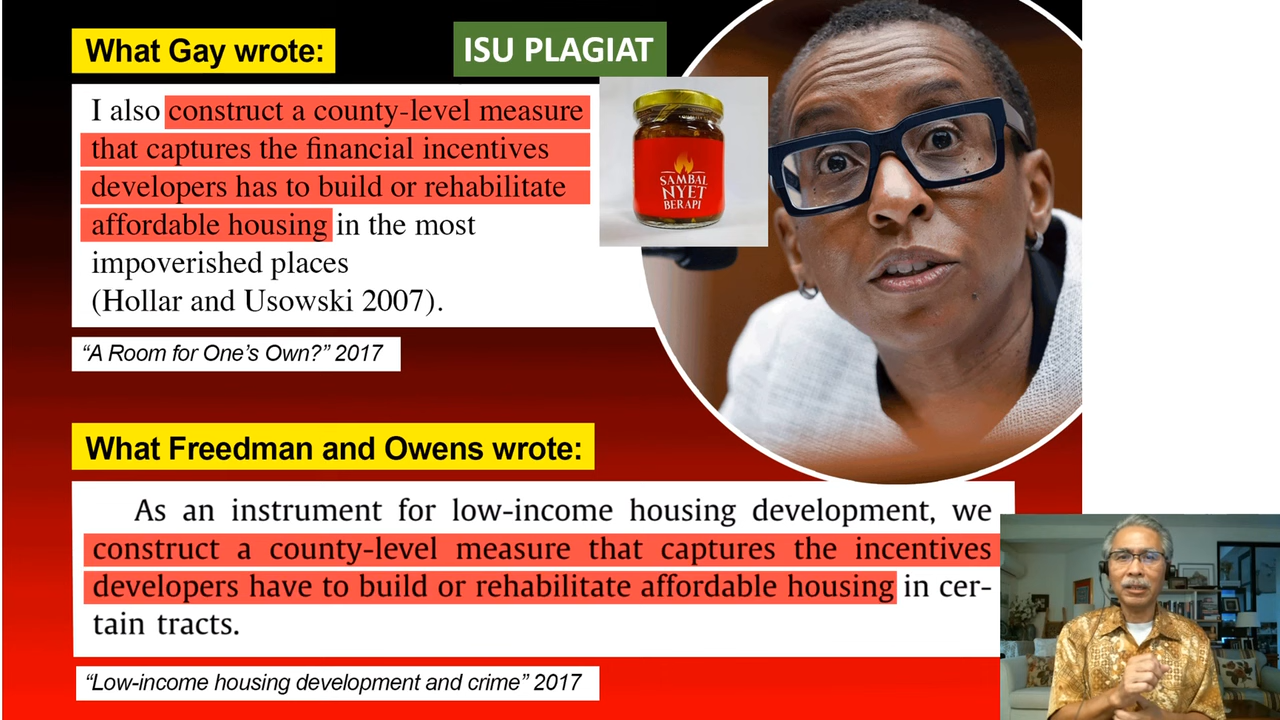 What Gay wrote:
ISU PLAGIAT
I also construct a county-level measure
that captures the financial incentives
developers has to build or rehabilitate
affordable housing in the most
impoverished places
(Hollar and Usowski 2007).
SAMBAL
NYET
BERAPI
“A Room for One’s Own?” 2017
What Freedman and Owens wrote:
As an instrument for low-income housing development, we
construct a county-level measure that captures the incentives
developers have to build or rehabilitate affordable housing in cer-
tain tracts.
“Low-income housing development and crime” 2017